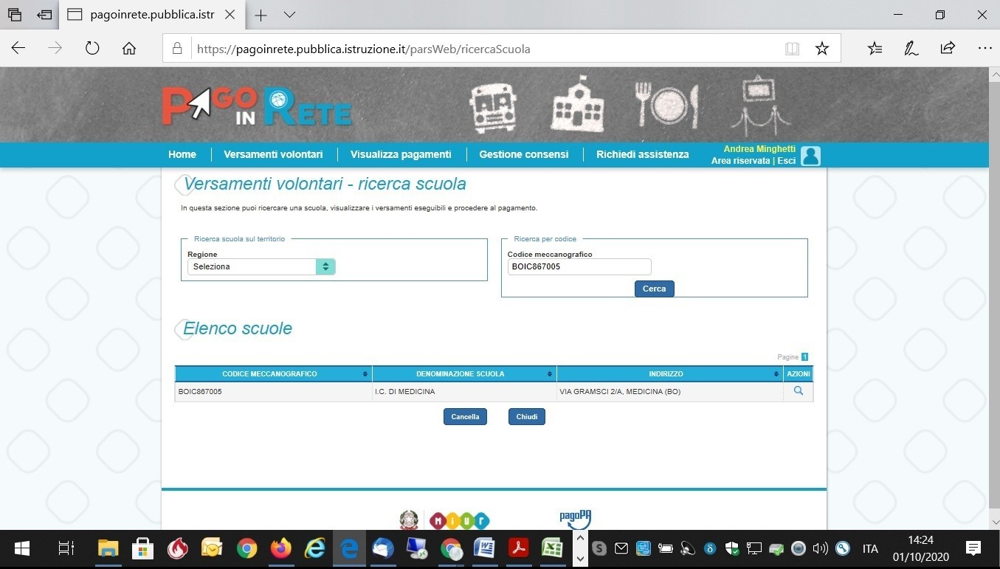 pagoinrete.pubblica.istr
https://pagoinrete.pubblica.istruzione.it/parsWeb/ricercaScuola
PAGO IN RETE
Home Versamenti volontari Visualizza pagamenti Gestione consensi Richiedi assistenza
Andrea Minghetti
Area riservata | Esci
Versamenti volontari - ricerca scuola
In questa sezione puoi ricercare una scuola, visualizzare i versamenti eseguibili e procedere al pagamento.
Ricerca scuola sul territorio
Regione
Seleziona
Ricerca per codice
Codice meccanografico
BOIC867005
Cerca
Elenco scuole
Pagine 1
CODICE MECCANOGRAFICO DENOMINAZIONE SCUOLA INDIRIZZO AZIONI
BOIC867005 I.C. DI MEDICINA VIA GRAMSCI 2/A, MEDICINA (BO)
Cancella Chiudi
MIUr
pagoPA
ITA
14:24
01/10/2020